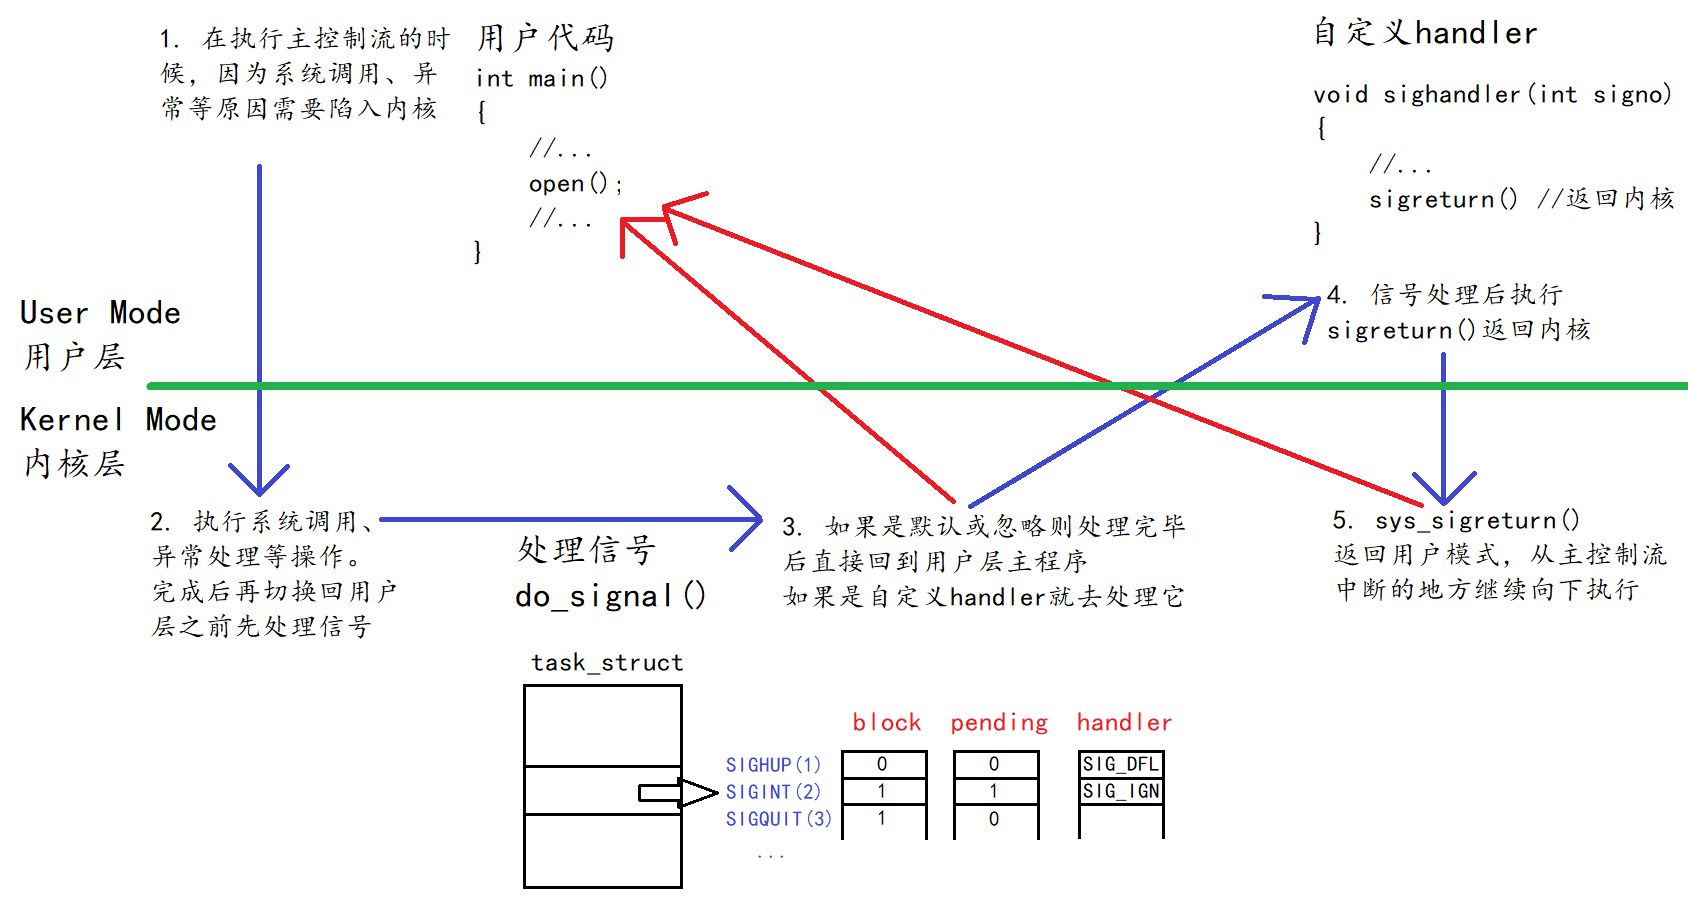 1. 在执行主控制流的时
候，因为系统调用、异
常等原因需要陷入内核
用户代码
int main()
{
//...
open();
//...
}
自定义handler
void sighandler(int signo)
{
//...
sigreturn() //返回内核
}
4. 信号处理后执行
sigreturn()返回内核
User Mode
用户层
Kernel Mode
内核层
2. 执行系统调用、
异常处理等操作。
完成后再切换回用户
层之前先处理信号
处理信号
do_signal()
3. 如果是默认或忽略则处理完毕
后直接回到用户层主程序
如果是自定义handler就去处理它
5. sys_sigreturn()
返回用户模式，从主控制流
中断的地方继续向下执行
task_struct
block pending handler
SIGHUP(1) 0 0 SIG_DFL
SIGINT(2) 1 1 SIG_IGN
SIGQUIT(3) 1 0
...